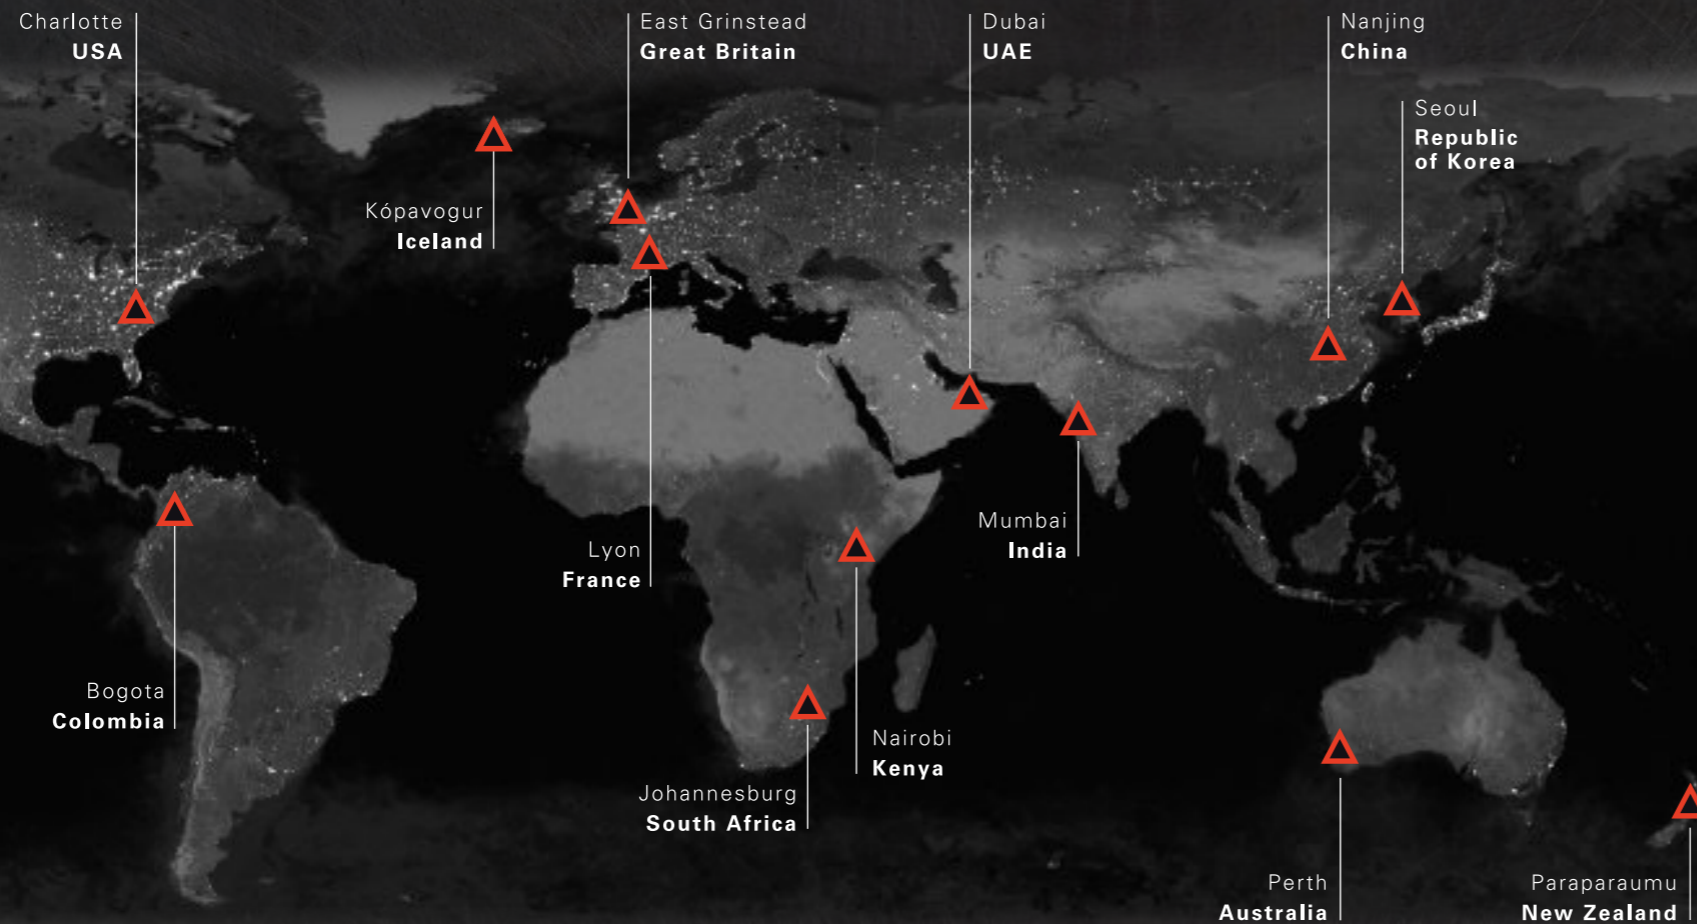 Charlotte
USA
East Grinstead
Great Britain
Dubai
UAE
Nanjing
China
Seoul
Republic
of Korea
Kópavogur
Iceland
Mumbai
India
Lyon
France
Bogota
Colombia
Nairobi
Kenya
Johannesburg
South Africa
Perth
Australia
Paraparaumu
New Zealand